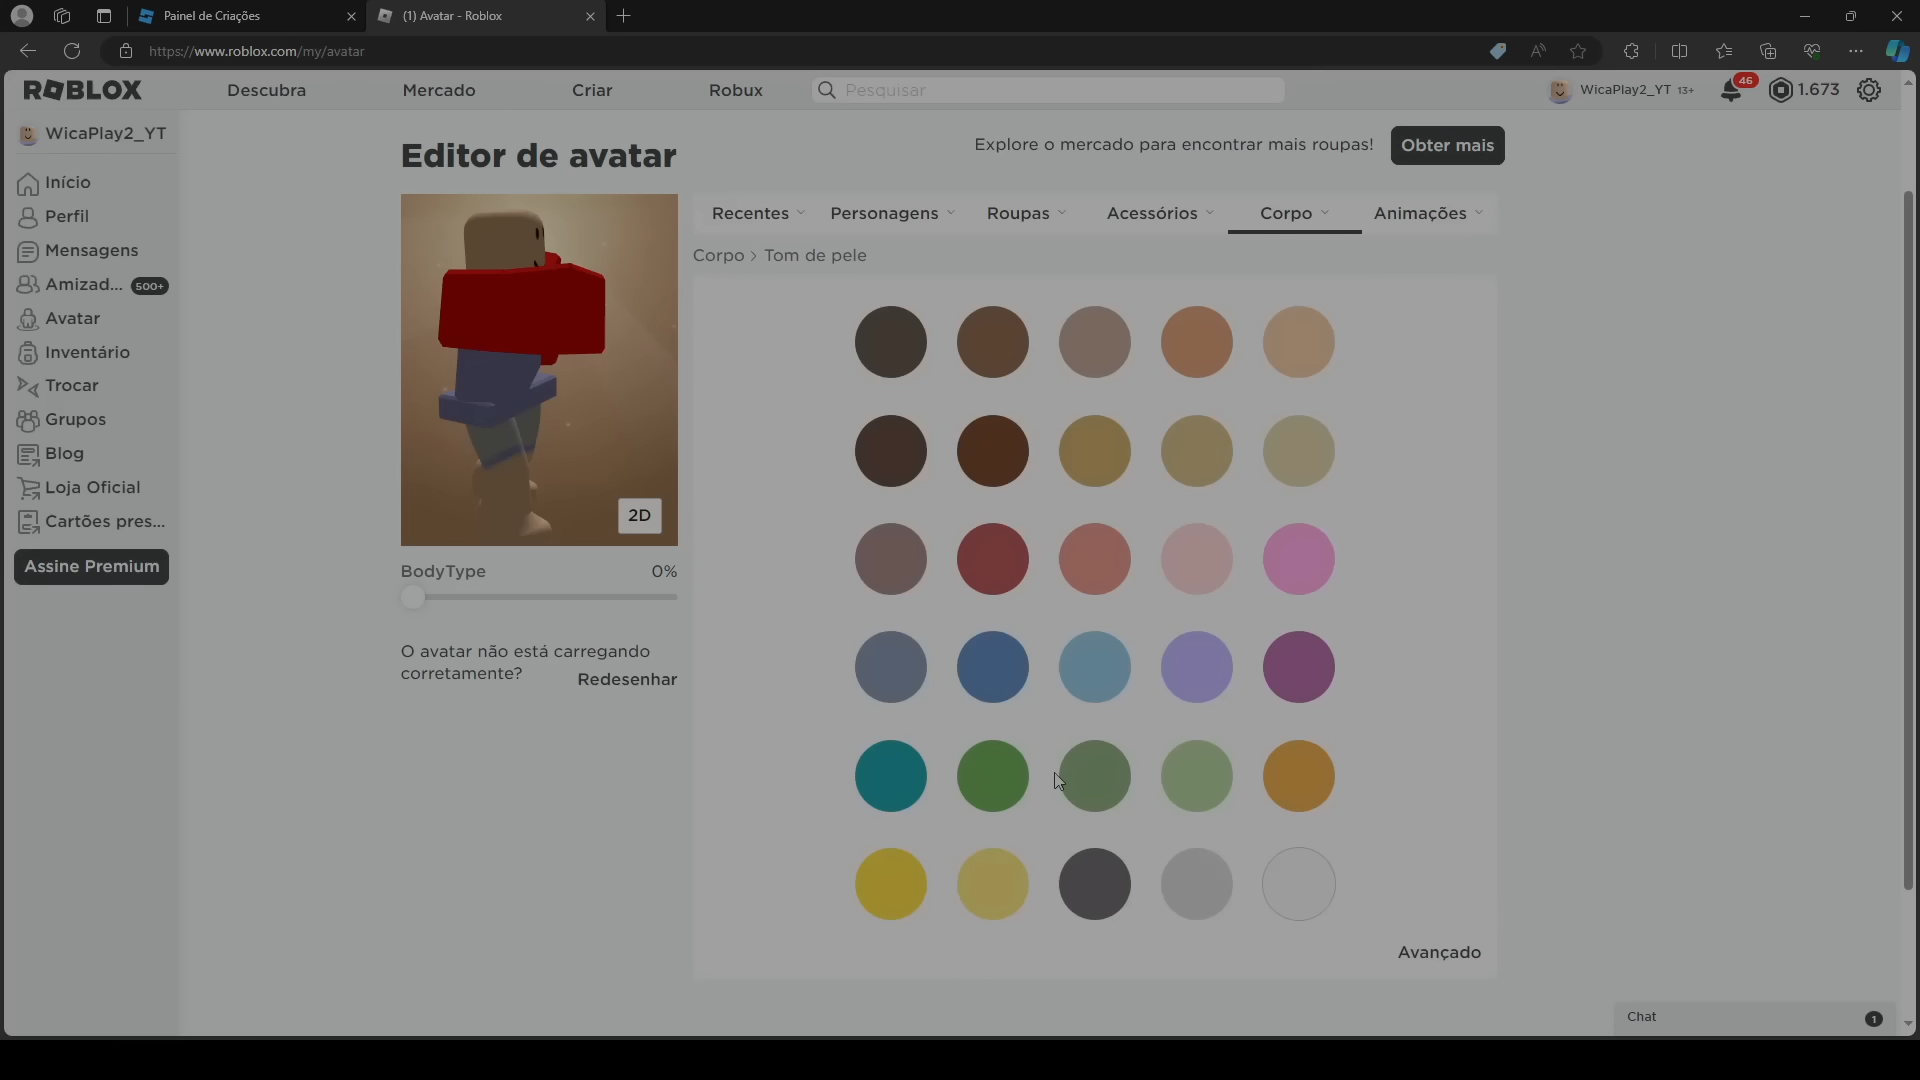 Painel de Criações
(1) Avatar - Roblox
https://www.roblox.com/my/avatar
ROBLOX
Descubra
Mercado
Criar
Robux
Pesquisar
WicaPlay2_YT 13+
46
1.673
WicaPlay2_YT
Início
Perfil
Mensagens
Amizad... 500+
Avatar
Inventário
Trocar
Grupos
Blog
Loja Oficial
Cartões pres...
Assine Premium
Editor de avatar
Explore o mercado para encontrar mais roupas!
Obter mais
Recentes
Personagens
Roupas
Acessórios
Corpo
Animações
Corpo > Tom de pele
2D
BodyType 0%
O avatar não está carregando
corretamente?
Redesenhar
Avançado
Chat
1